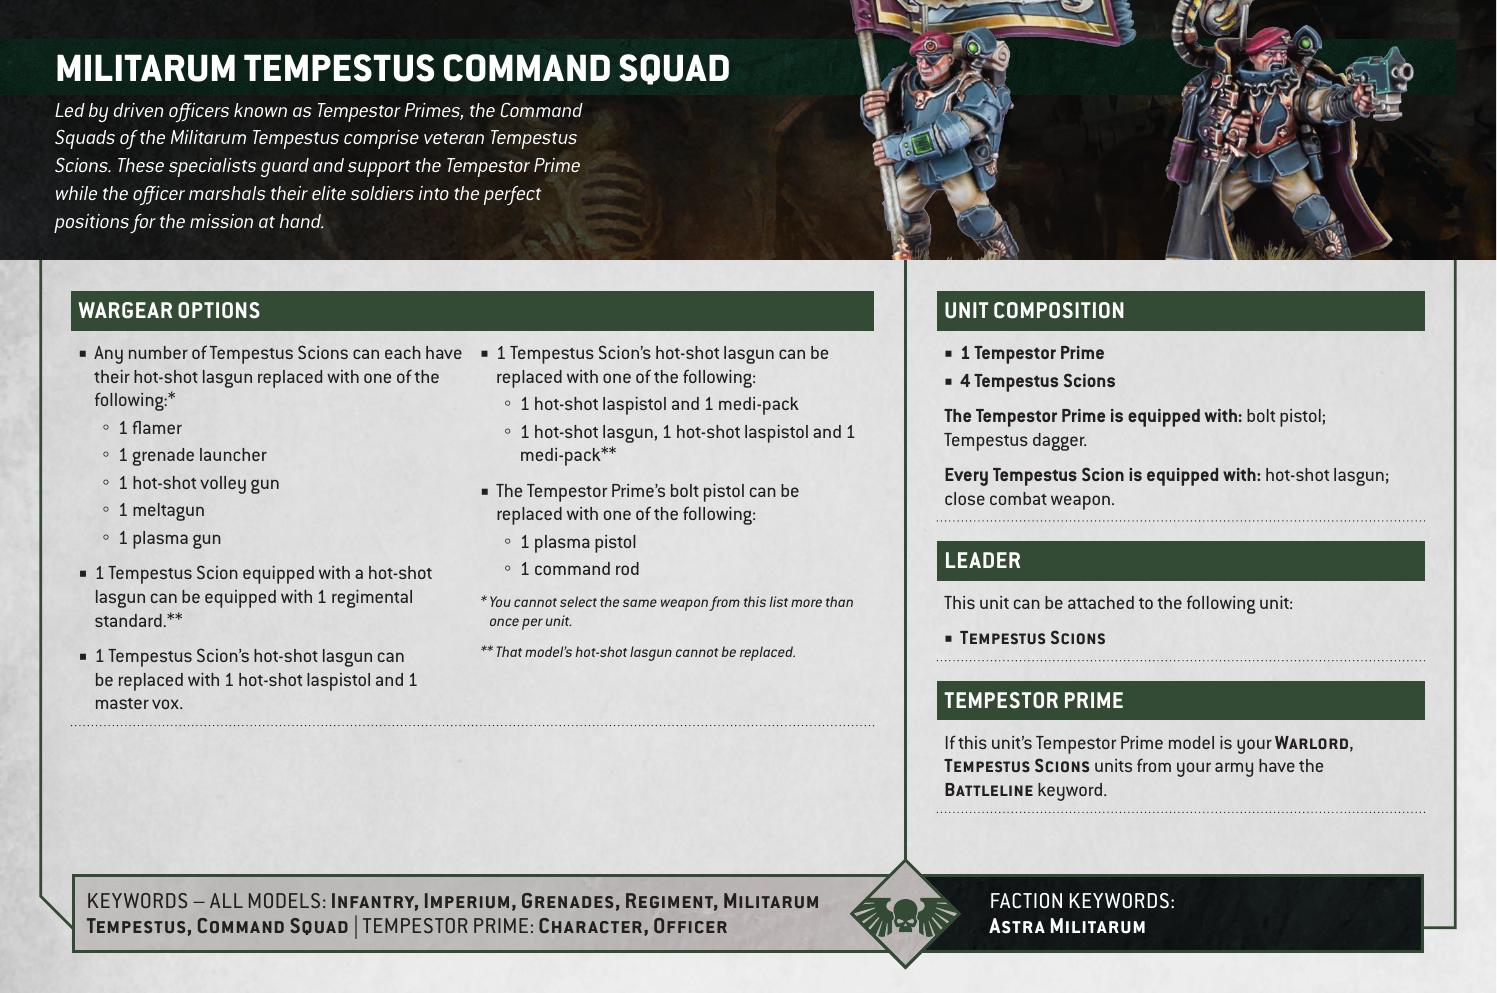 MILITARUM TEMPESTUS COMMAND SQUAD
Led by driven officers known as Tempestor Primes, the Command
Squads of the Militarum Tempestus comprise veteran Tempestus
Scions. These specialists guard and support the Tempestor Prime
while the officer marshals their elite soldiers into the perfect
positions for the mission at hand.
WARGEAR OPTIONS
▪ Any number of Tempestus Scions can each have
their hot-shot lasgun replaced with one of the
following:*
◦ 1 flamer
◦ 1 grenade launcher
◦ 1 hot-shot volley gun
◦ 1 meltagun
◦ 1 plasma gun
▪ 1 Tempestus Scion equipped with a hot-shot
lasgun can be equipped with 1 regimental
standard.**
▪ 1 Tempestus Scion's hot-shot lasgun can
be replaced with 1 hot-shot laspistol and 1
master vox.
▪ 1 Tempestus Scion's hot-shot lasgun can be
replaced with one of the following:
◦ 1 hot-shot laspistol and 1 medi-pack
◦ 1 hot-shot lasgun, 1 hot-shot laspistol and 1
medi-pack**
▪ The Tempestor Prime's bolt pistol can be
replaced with one of the following:
◦ 1 plasma pistol
◦ 1 command rod
* You cannot select the same weapon from this list more than
once per unit.
** That model's hot-shot lasgun cannot be replaced.
UNIT COMPOSITION
▪ 1 Tempestor Prime
▪ 4 Tempestus Scions
The Tempestor Prime is equipped with: bolt pistol;
Tempestus dagger.
Every Tempestus Scion is equipped with: hot-shot lasgun;
close combat weapon.
LEADER
This unit can be attached to the following unit:
▪ TEMPESTUS SCIONS
TEMPESTOR PRIME
If this unit's Tempestor Prime model is your WARLORD,
TEMPESTUS SCIONS units from your army have the
BATTLELINE keyword.
KEYWORDS – ALL MODELS: INFANTRY, IMPERIUM, GRENADES, REGIMENT, MILITARUM
TEMPESTUS, COMMAND SQUAD | TEMPESTOR PRIME: CHARACTER, OFFICER
FACTION KEYWORDS:
ASTRA MILITARUM